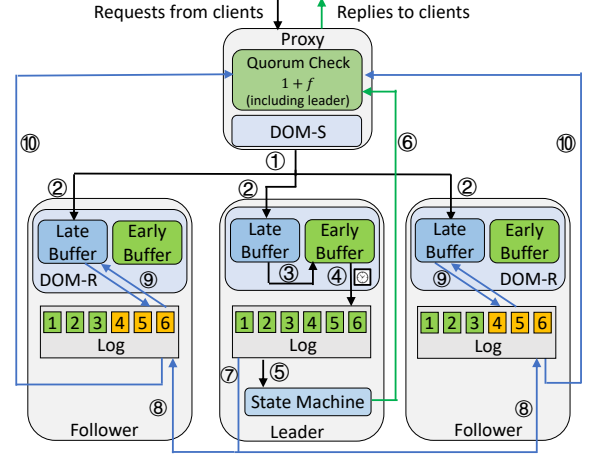 Requests from clients
Replies to clients
Proxy
Quorum Check
1 + f
(including leader)
DOM-S
①
②
②
②
⑥
⑩
⑩
Late Buffer
Early Buffer
⑨
DOM-R
1 2 3 4 5 6
Log
⑧
Follower
Late Buffer
Early Buffer
③
④
1 2 3 4 5 6
Log
⑦
⑤
State Machine
Leader
Late Buffer
Early Buffer
⑨
DOM-R
1 2 3 4 5 6
Log
⑧
Follower